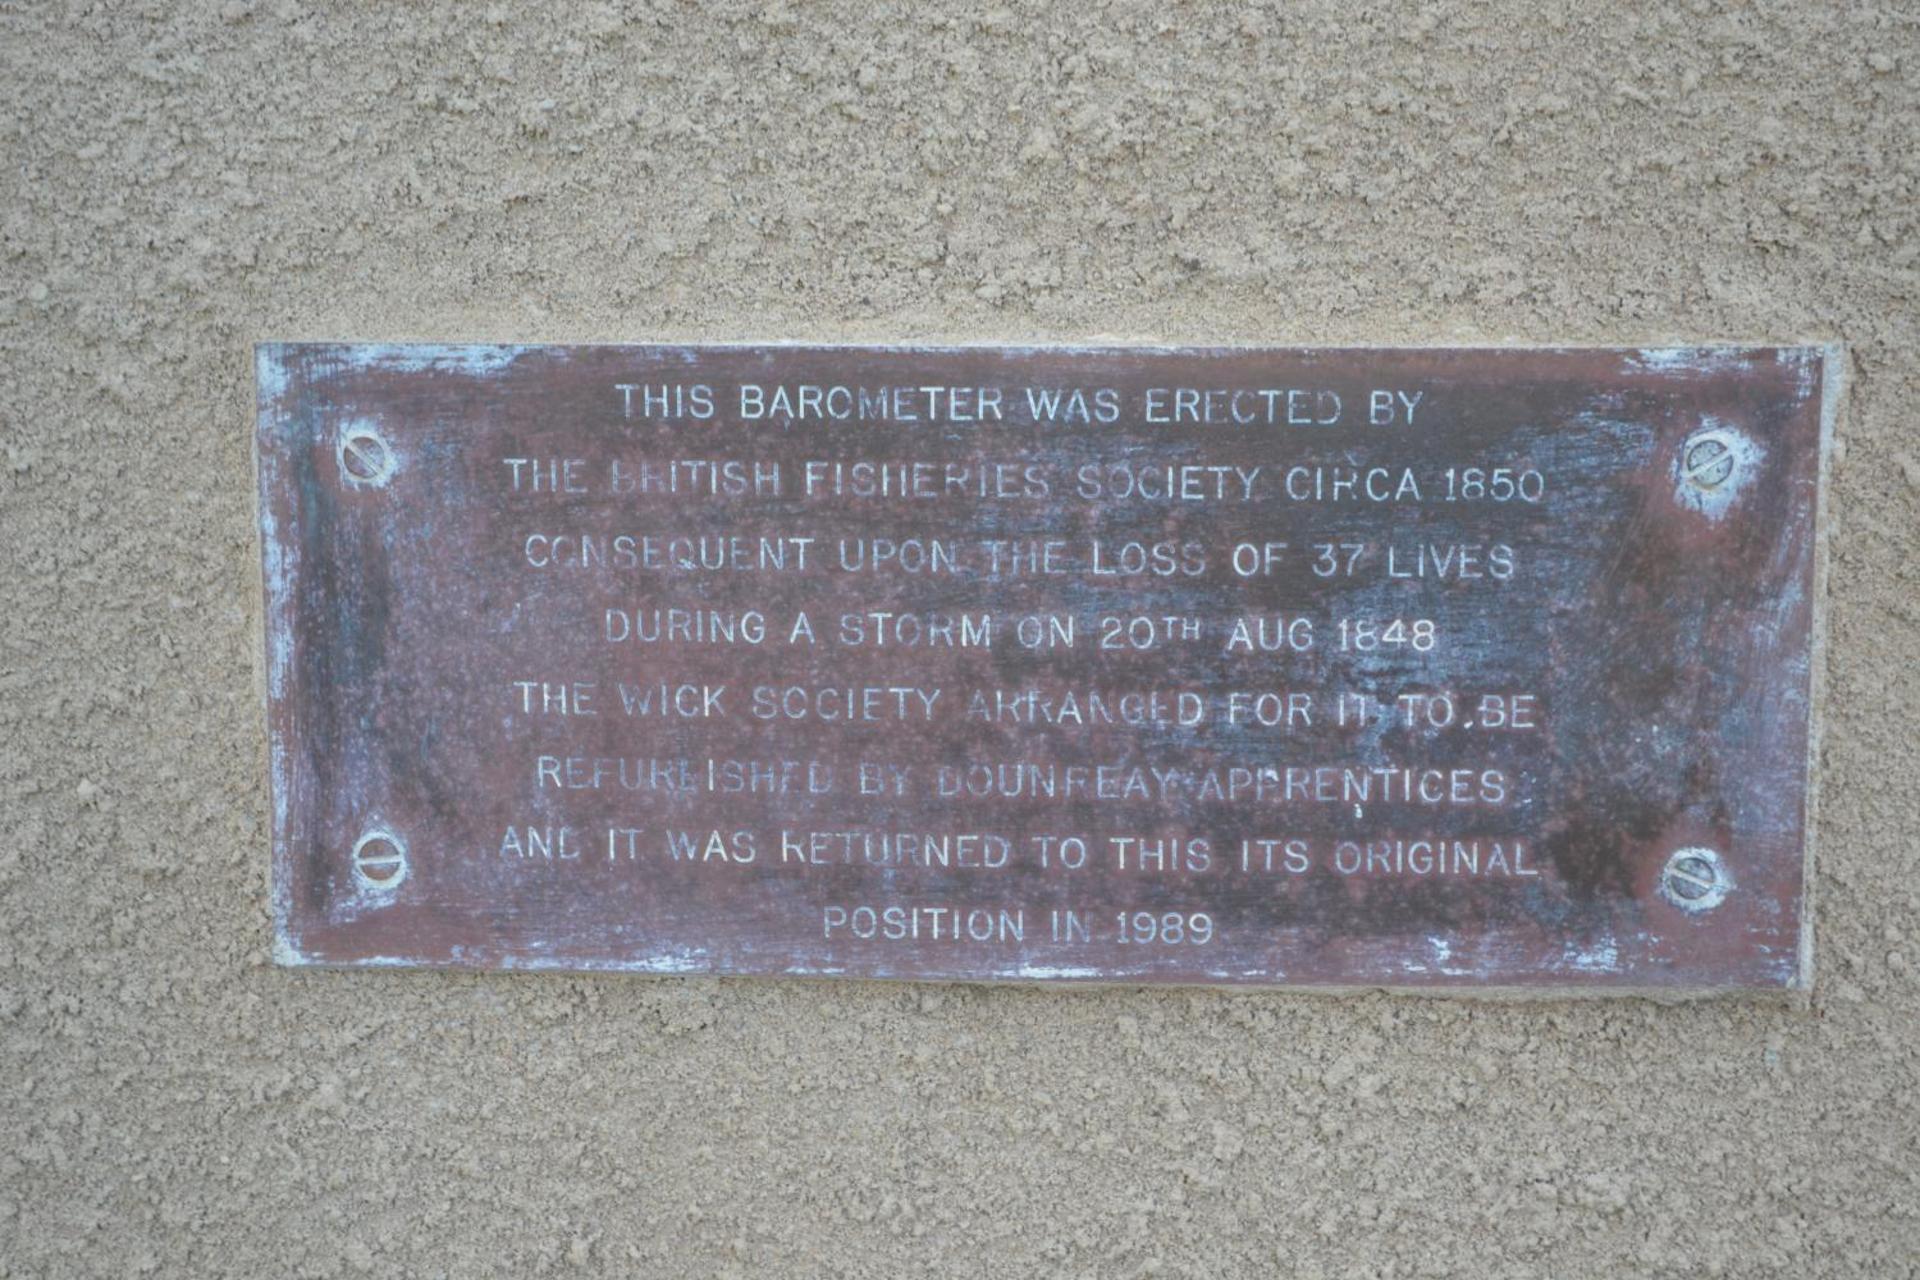 THIS BAROMETER WAS ERECTED BY
THE BRITISH FISHERIES SOCIETY CIRCA 1850
CONSEQUENT UPON THE LOSS OF 37 LIVES
DURING A STORM ON 20TH AUG 1848
THE WICK SOCIETY ARRANGED FOR IT TO BE
REFURBISHED BY DOUNREAY APPRENTICES
AND IT WAS RETURNED TO THIS ITS ORIGINAL
POSITION IN 1989